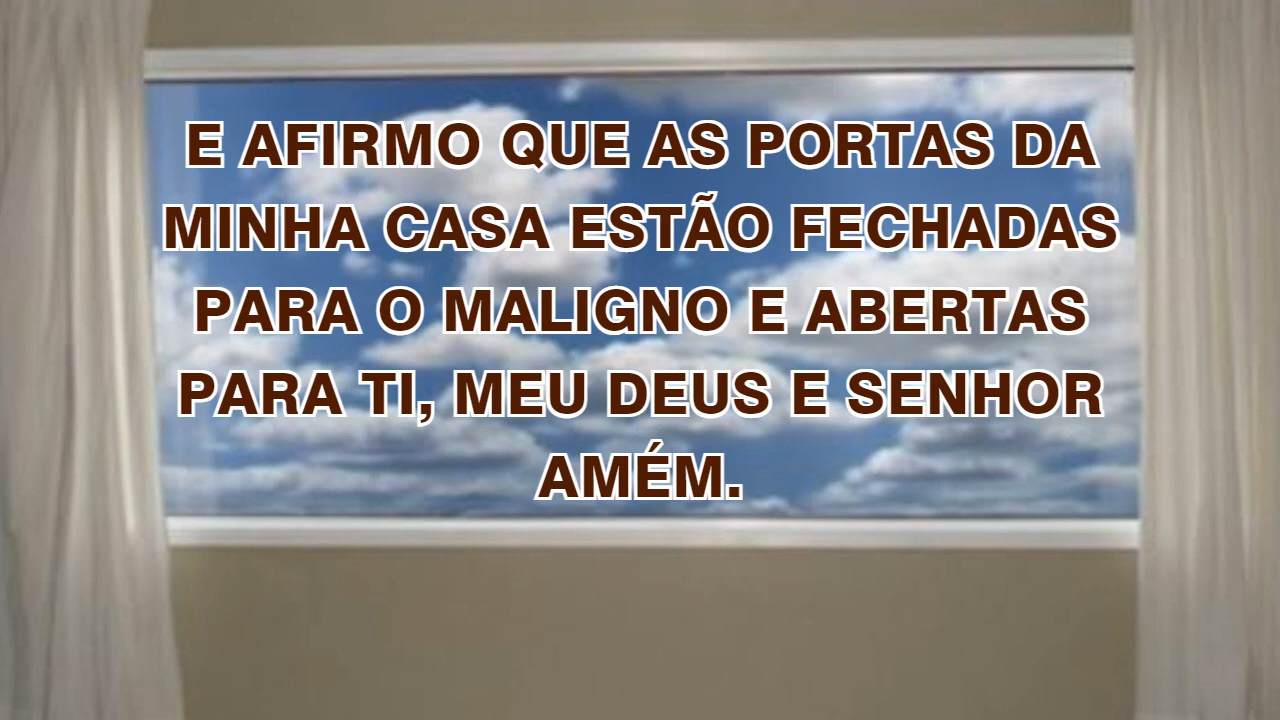 E AFIRMO QUE AS PORTAS DA
MINHA CASA ESTÃO FECHADAS
PARA O MALIGNO E ABERTAS
PARA TI, MEU DEUS E SENHOR
AMÉM.